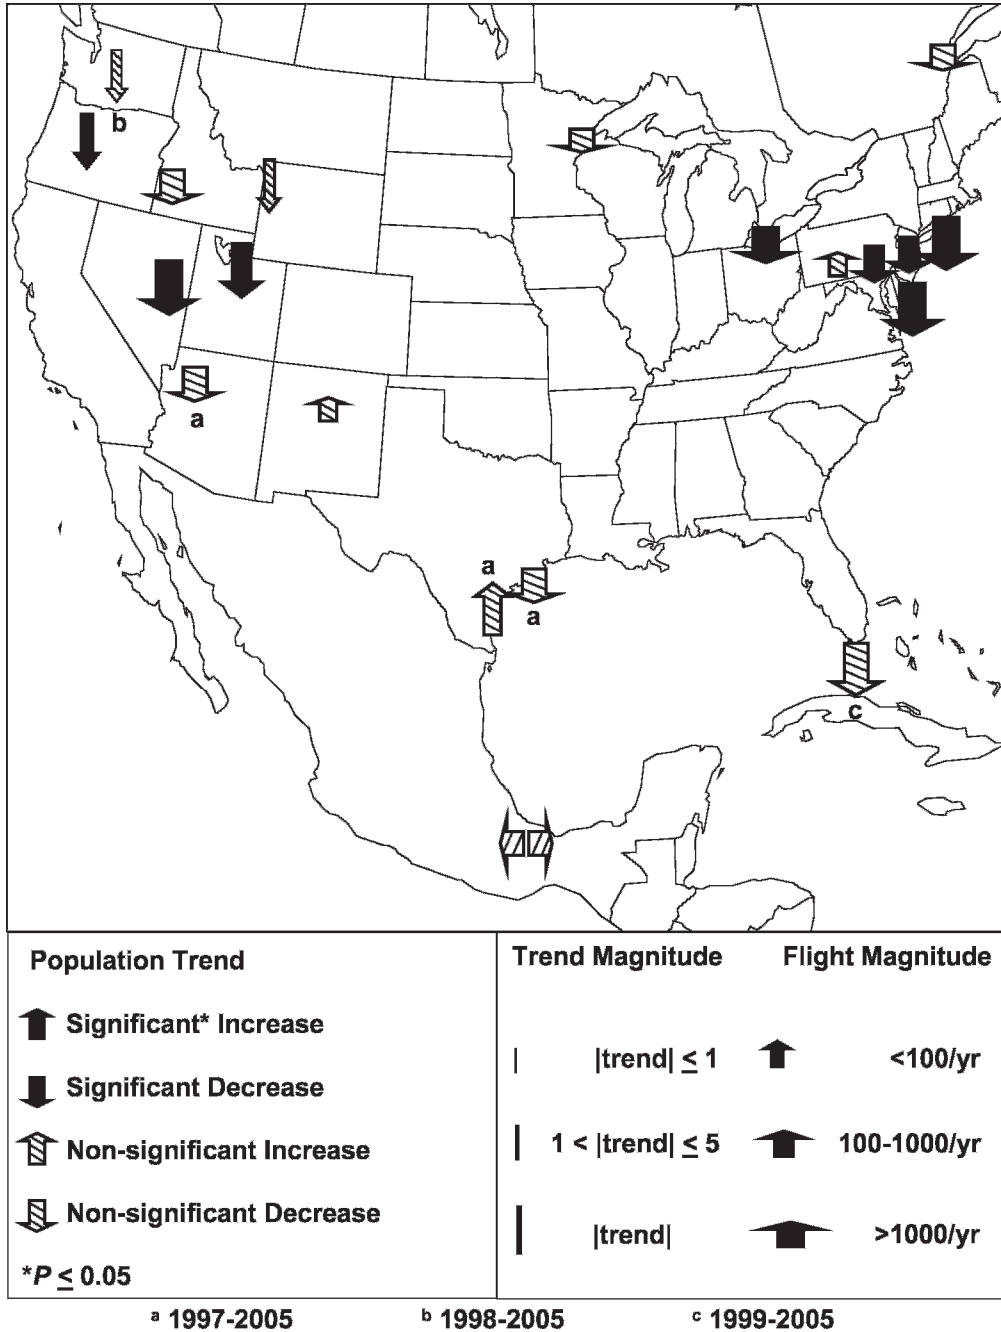 b
a
a
a
c
Population Trend
Significant* Increase
Significant Decrease
Non-significant Increase
Non-significant Decrease
*P ≤ 0.05
Trend Magnitude Flight Magnitude
|trend| ≤ 1 <100/yr
1 < |trend| ≤ 5 100-1000/yr
|trend| >1000/yr
ᵃ 1997-2005 ᵇ 1998-2005 ᶜ 1999-2005